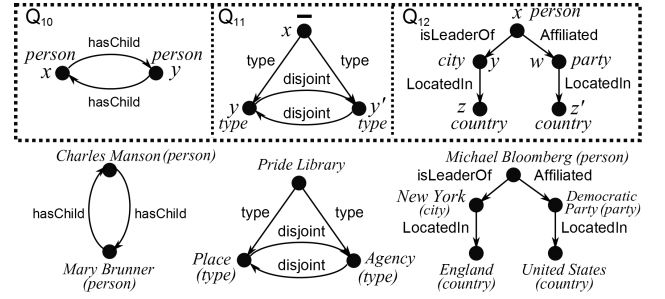 Q10 Q11 Q12
x person
isLeaderOf Affiliated
person hasChild person
x y
hasChild
x
type type
disjoint
y y′
disjoint
type type
city y w party
LocatedIn LocatedIn
z z′
country country
Charles Manson (person)
hasChild hasChild
Mary Brunner
(person)
Pride Library
type type
disjoint
Place Agency
disjoint
(type) (type)
Michael Bloomberg (person)
isLeaderOf Affiliated
New York Democratic
(city) Party (party)
LocatedIn LocatedIn
England United States
(country) (country)